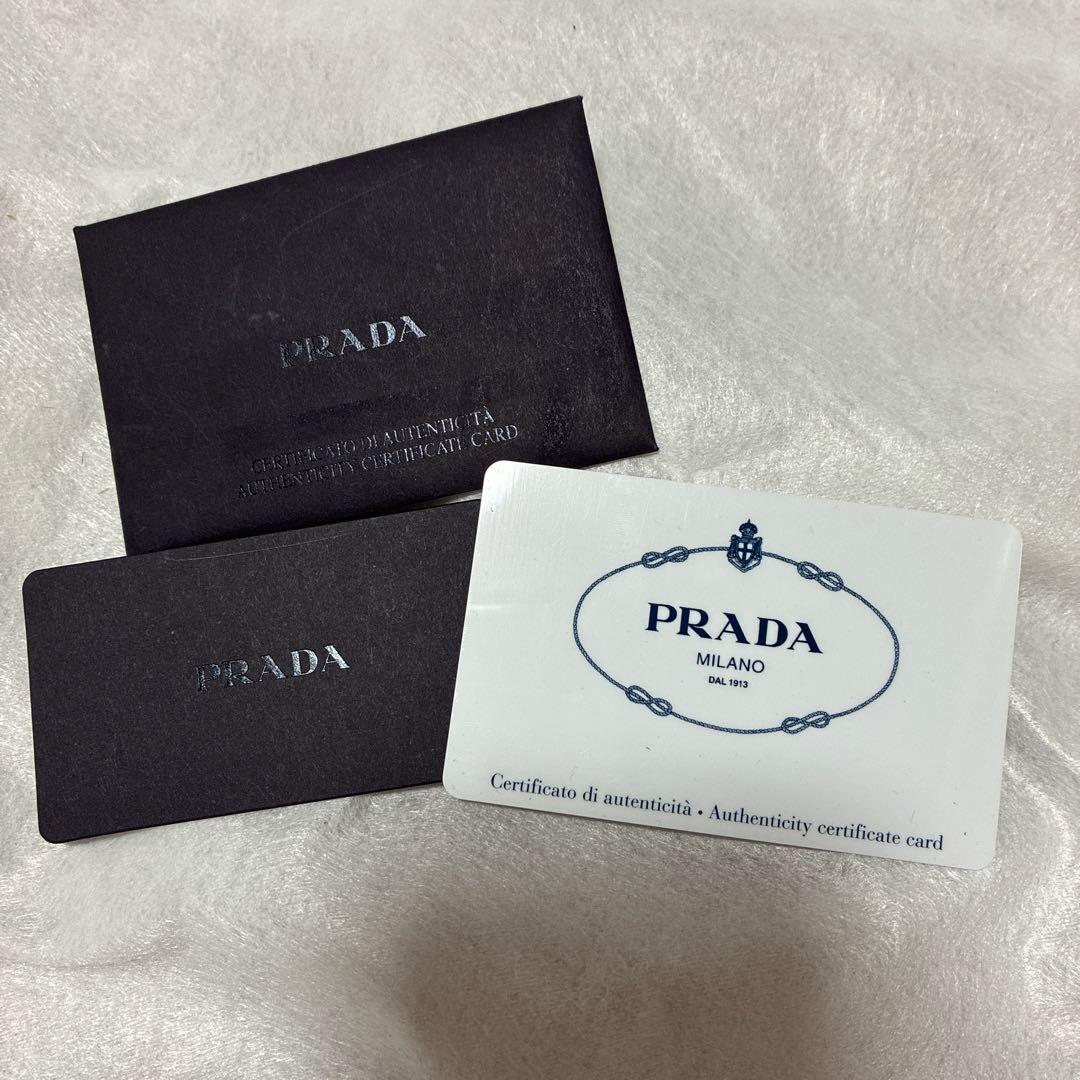 PRADA
CERTIFICATO DI AUTENTICITÀ
AUTHENTICITY CERTIFICATE CARD
PRADA
PRADA
MILANO
DAL 1913
Certificato di autenticità • Authenticity certificate card